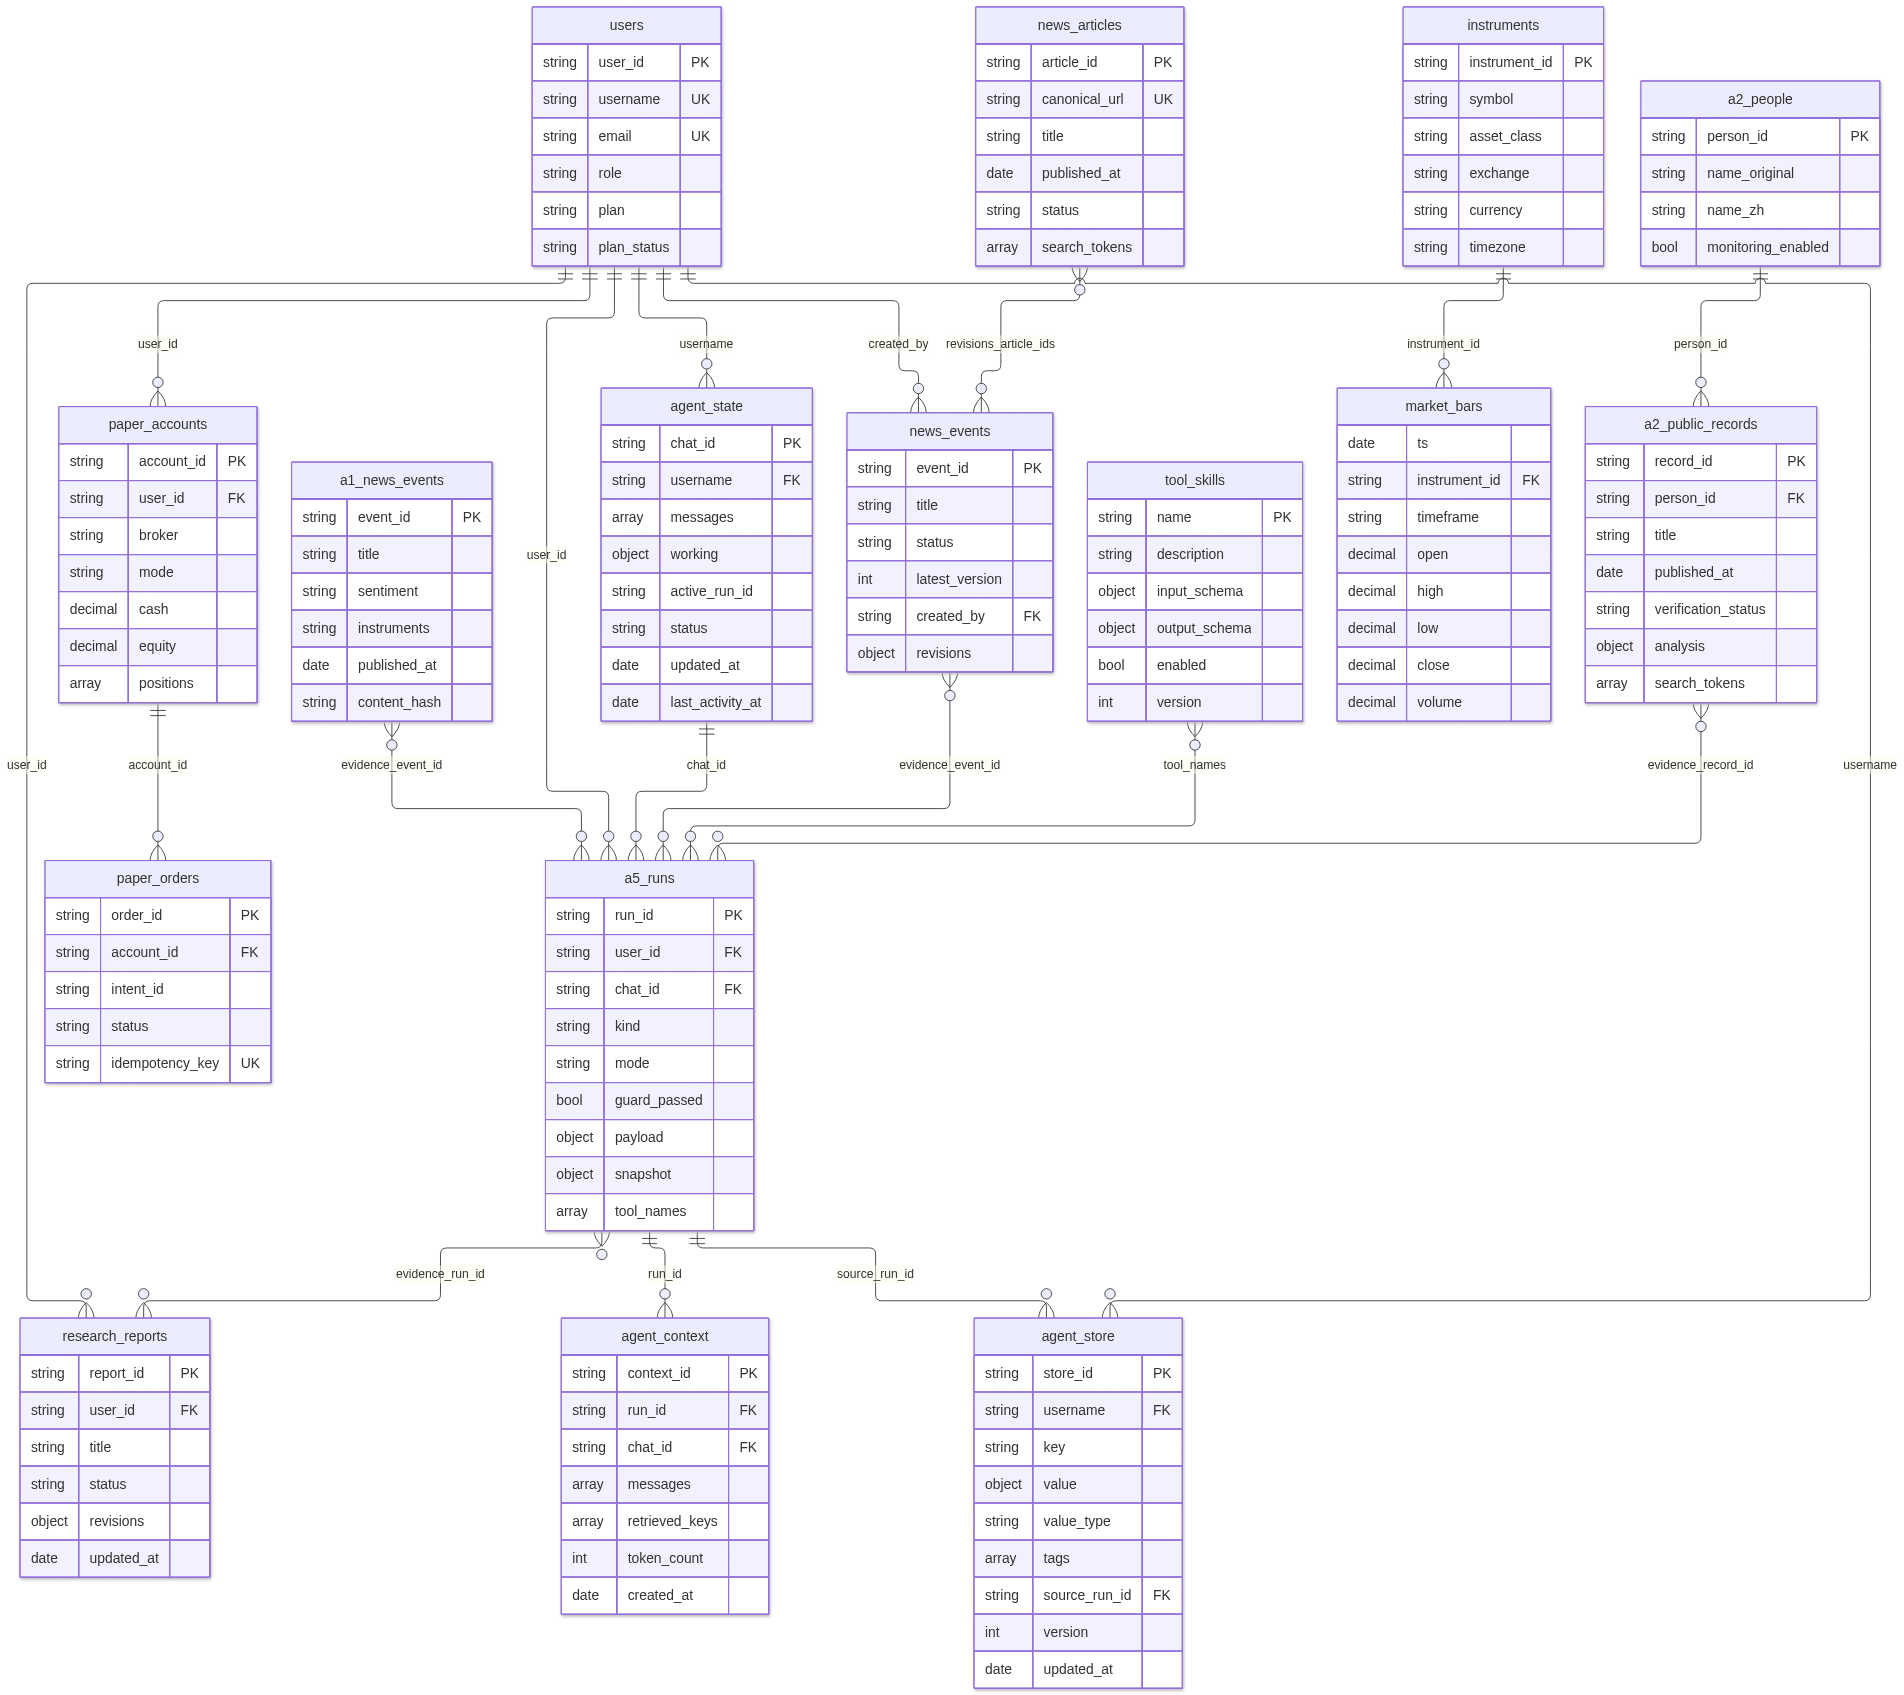 users
string user_id PK
string username UK
string email UK
string role
string plan
string plan_status
news_articles
string article_id PK
string canonical_url UK
string title
date published_at
string status
array search_tokens
instruments
string instrument_id PK
string symbol
string asset_class
string exchange
string currency
string timezone
a2_people
string person_id PK
string name_original
string name_zh
bool monitoring_enabled
user_id
username
created_by
revisions_article_ids
instrument_id
person_id
paper_accounts
string account_id PK
string user_id FK
string broker
string mode
decimal cash
decimal equity
array positions
a1_news_events
string event_id PK
string title
string sentiment
string instruments
date published_at
string content_hash
user_id
agent_state
string chat_id PK
string username FK
array messages
object working
string active_run_id
string status
date updated_at
date last_activity_at
news_events
string event_id PK
string title
string status
int latest_version
string created_by FK
object revisions
tool_skills
string name PK
string description
object input_schema
object output_schema
bool enabled
int version
market_bars
date ts
string instrument_id FK
string timeframe
decimal open
decimal high
decimal low
decimal close
decimal volume
a2_public_records
string record_id PK
string person_id FK
string title
date published_at
string verification_status
object analysis
array search_tokens
user_id
account_id
evidence_event_id
chat_id
evidence_event_id
tool_names
evidence_record_id
username
paper_orders
string order_id PK
string account_id FK
string intent_id
string status
string idempotency_key UK
a5_runs
string run_id PK
string user_id FK
string chat_id FK
string kind
string mode
bool guard_passed
object payload
object snapshot
array tool_names
evidence_run_id
run_id
source_run_id
research_reports
string report_id PK
string user_id FK
string title
string status
object revisions
date updated_at
agent_context
string context_id PK
string run_id FK
string chat_id FK
array messages
array retrieved_keys
int token_count
date created_at
agent_store
string store_id PK
string username FK
string key
object value
string value_type
array tags
string source_run_id FK
int version
date updated_at